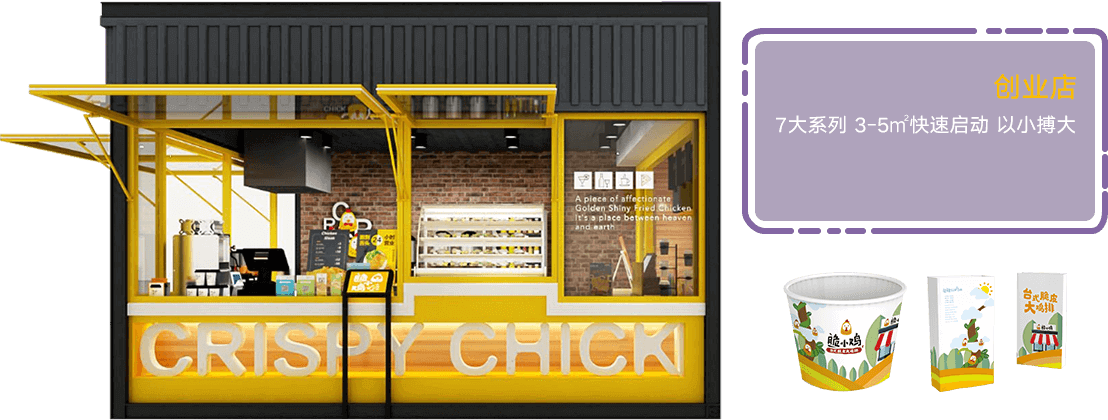 创业店
7大系列 3-5㎡快速启动 以小搏大
CHICK
A piece of affectionate
Golden Shiny Fried Chicken
It's a place between heaven
and earth
Chicken
CRISPY CHICK
脆小鸡
台式脆皮
大鸡排